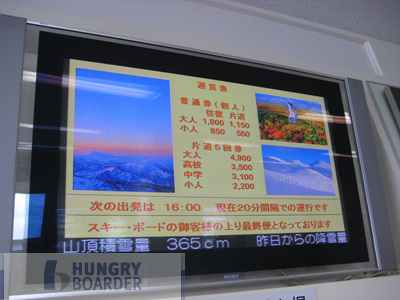 運賃表
普通券(個人)
往復 片道
大人 1,800 1,150
小人 850 550
片道5回券
大人 4,900
高校 3,500
中学 3,100
小人 2,200
次の出発は 16:00 現在20分間隔での運行です
スキー・ボードの御客様の上り最終便となっております
山頂積雪量 365cm 昨日からの降雪量
SONY
HUNGRY
BOARDER